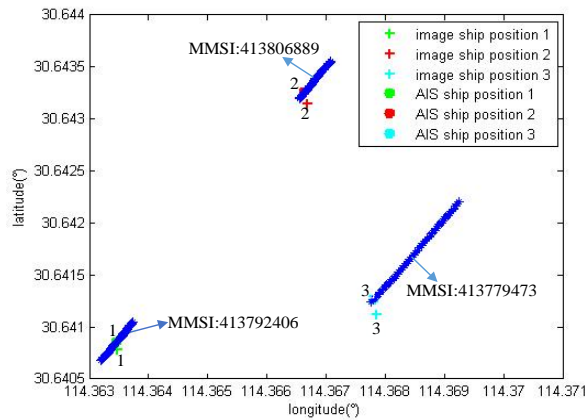 30.644
30.6435
30.643
30.6425
30.642
30.6415
30.641
30.6405
latitude(°)
114.363 114.364 114.365 114.366 114.367 114.368 114.369 114.37 114.371
longitude(°)
MMSI:413806889
2
2
MMSI:413779473
3
3
MMSI:413792406
1
1
image ship position 1
image ship position 2
image ship position 3
AIS ship position 1
AIS ship position 2
AIS ship position 3